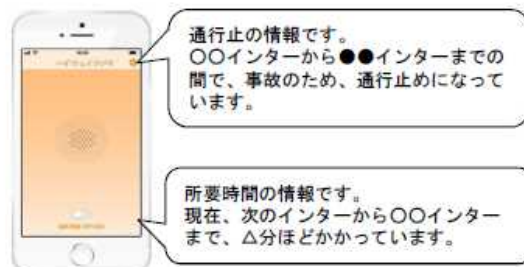 通行止の情報です。
〇〇インターから●●インターまでの
間で、事故のため、通行止めになって
います。
所要時間の情報です。
現在、次のインターから〇〇インター
まで、△分ほどかかっています。